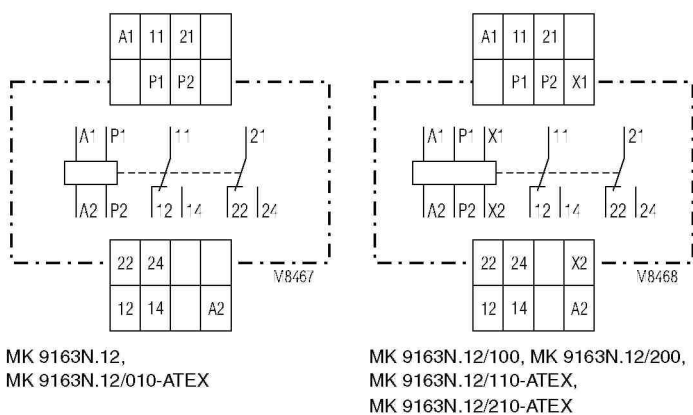 A1 11 21
P1 P2
A1 P1 11 21
A2 P2 12 14 22 24
22 24
V8467
12 14 A2
MK 9163N.12,
MK 9163N.12/010-ATEX
A1 11 21
P1 P2 X1
A1 P1 X1 11 21
A2 P2 X2 12 14 22 24
22 24 X2
V8468
12 14 A2
MK 9163N.12/100, MK 9163N.12/200,
MK 9163N.12/110-ATEX,
MK 9163N.12/210-ATEX